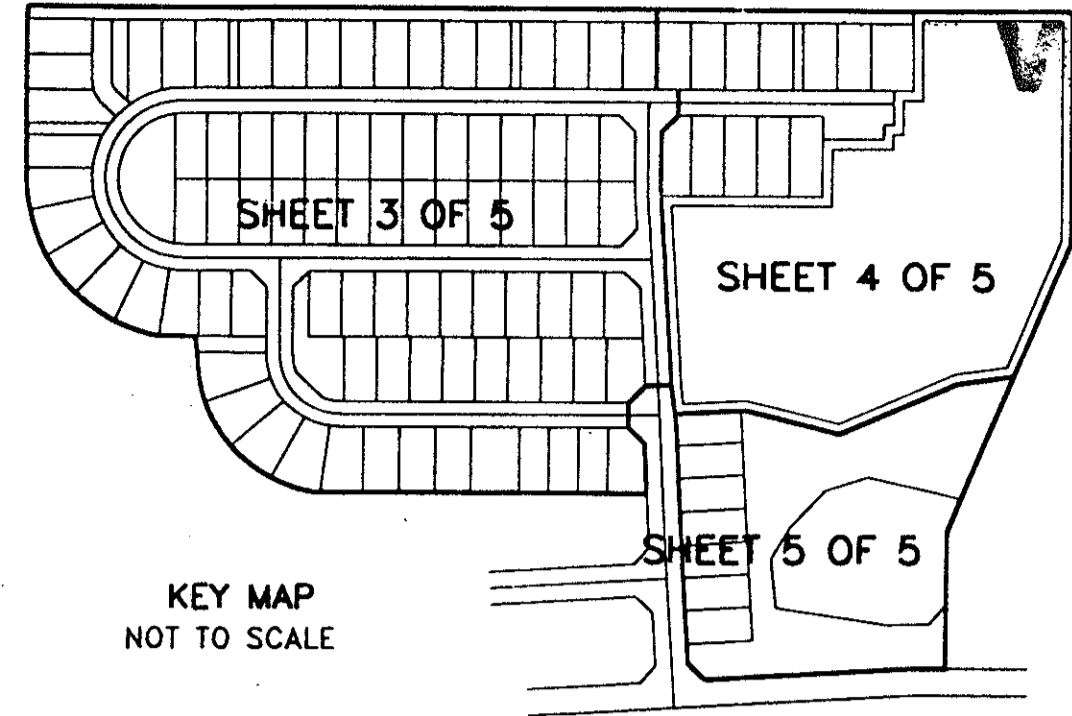 SHEET 3 OF 5
SHEET 4 OF 5
SHEET 5 OF 5
KEY MAP
NOT TO SCALE